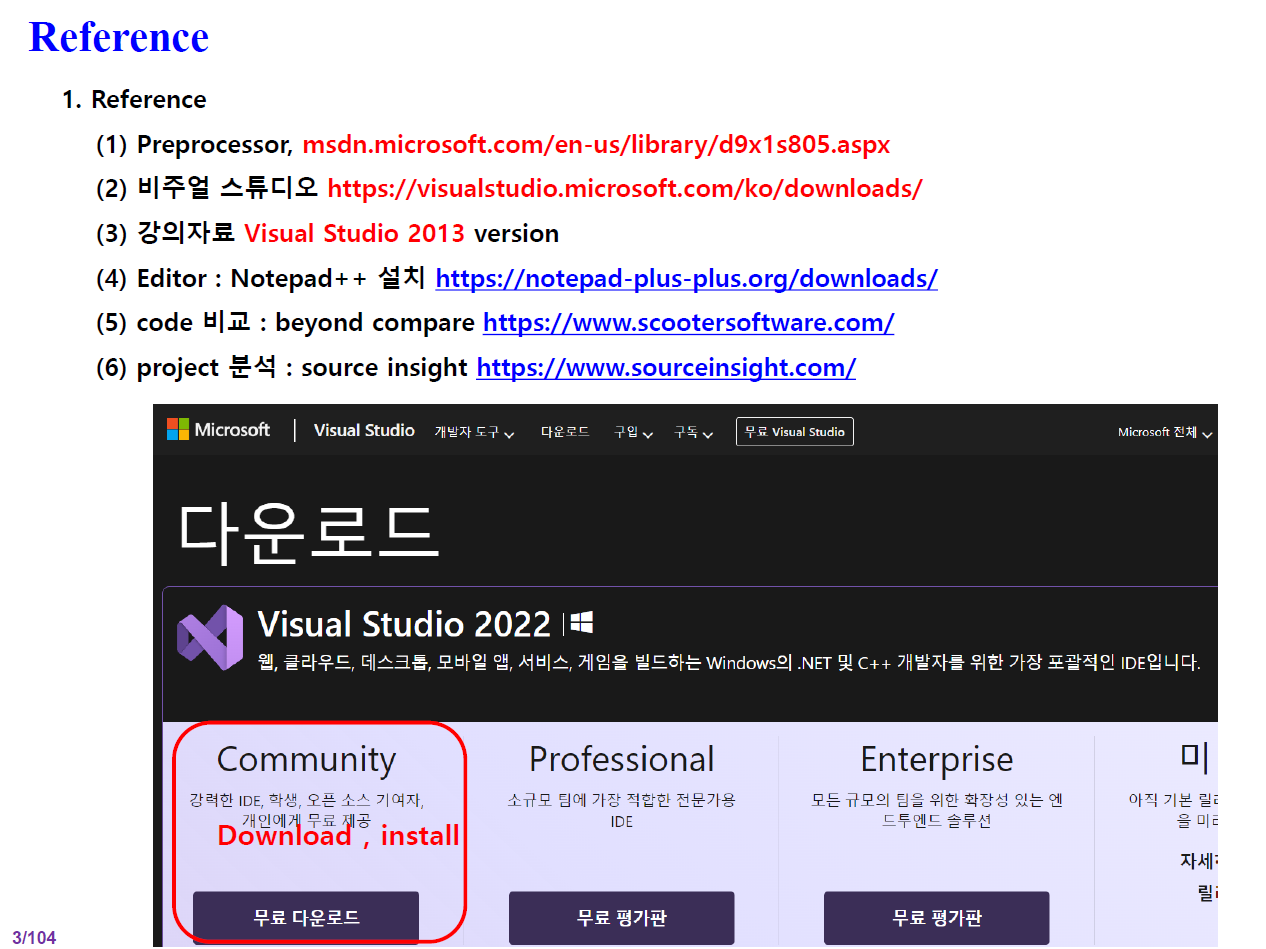 Reference
1. Reference
(1) Preprocessor, msdn.microsoft.com/en-us/library/d9x1s805.aspx
(2) 비주얼 스튜디오 https://visualstudio.microsoft.com/ko/downloads/
(3) 강의자료 Visual Studio 2013 version
(4) Editor : Notepad++ 설치 https://notepad-plus-plus.org/downloads/
(5) code 비교 : beyond compare https://www.scootersoftware.com/
(6) project 분석 : source insight https://www.sourceinsight.com/
Microsoft | Visual Studio 개발자 도구 다운로드 구입 구독 무료 Visual Studio Microsoft 전체
다운로드
Visual Studio 2022
웹, 클라우드, 데스크톱, 모바일 앱, 서비스, 게임을 빌드하는 Windows의 .NET 및 C++ 개발자를 위한 가장 포괄적인 IDE입니다.
Community
강력한 IDE, 학생, 오픈 소스 기여자,
개인에게 무료 제공
Download , install
무료 다운로드
Professional
소규모 팀에 가장 적합한 전문가용
IDE
무료 평가판
Enterprise
모든 규모의 팀을 위한 확장성 있는 엔
드투엔드 솔루션
무료 평가판
미
아직 기본 릴
을 미리
자세
릴
3/104